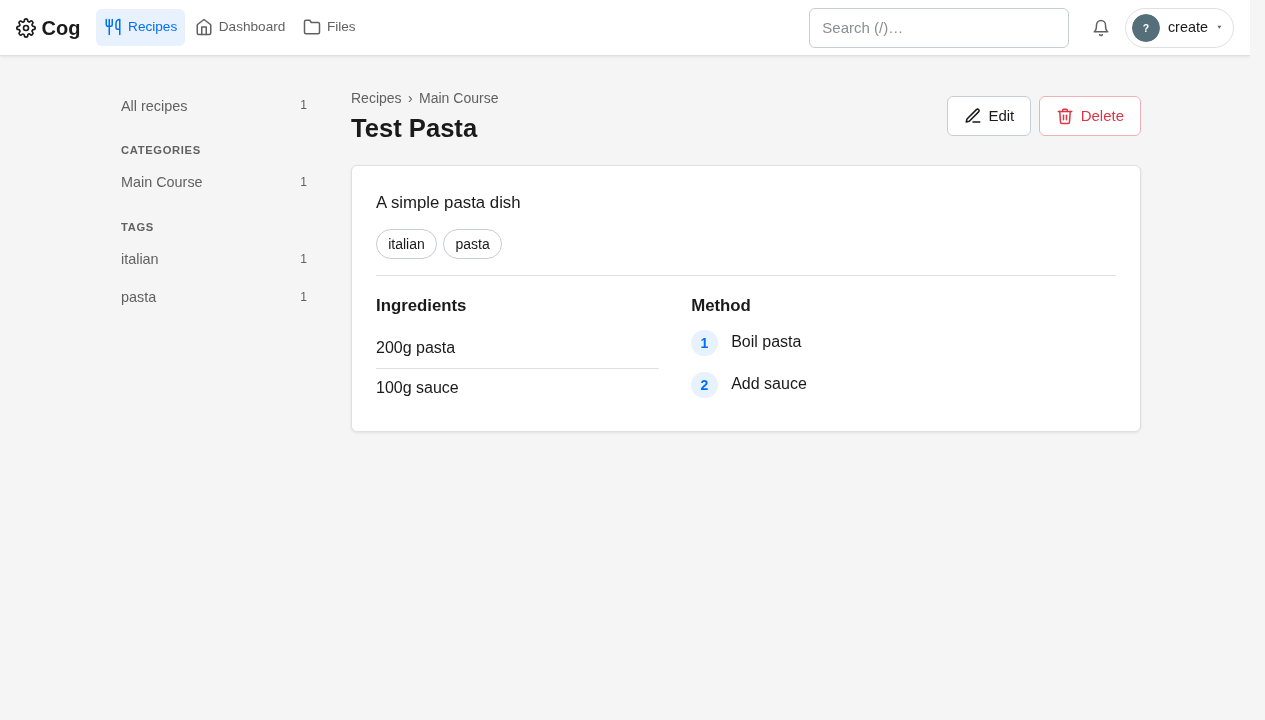 Cog Recipes Dashboard Files Search (/)… ? create
All recipes 1
CATEGORIES
Main Course 1
TAGS
italian 1
pasta 1
Recipes › Main Course
Test Pasta
Edit Delete
A simple pasta dish
italian pasta
Ingredients
200g pasta
100g sauce
Method
1 Boil pasta
2 Add sauce